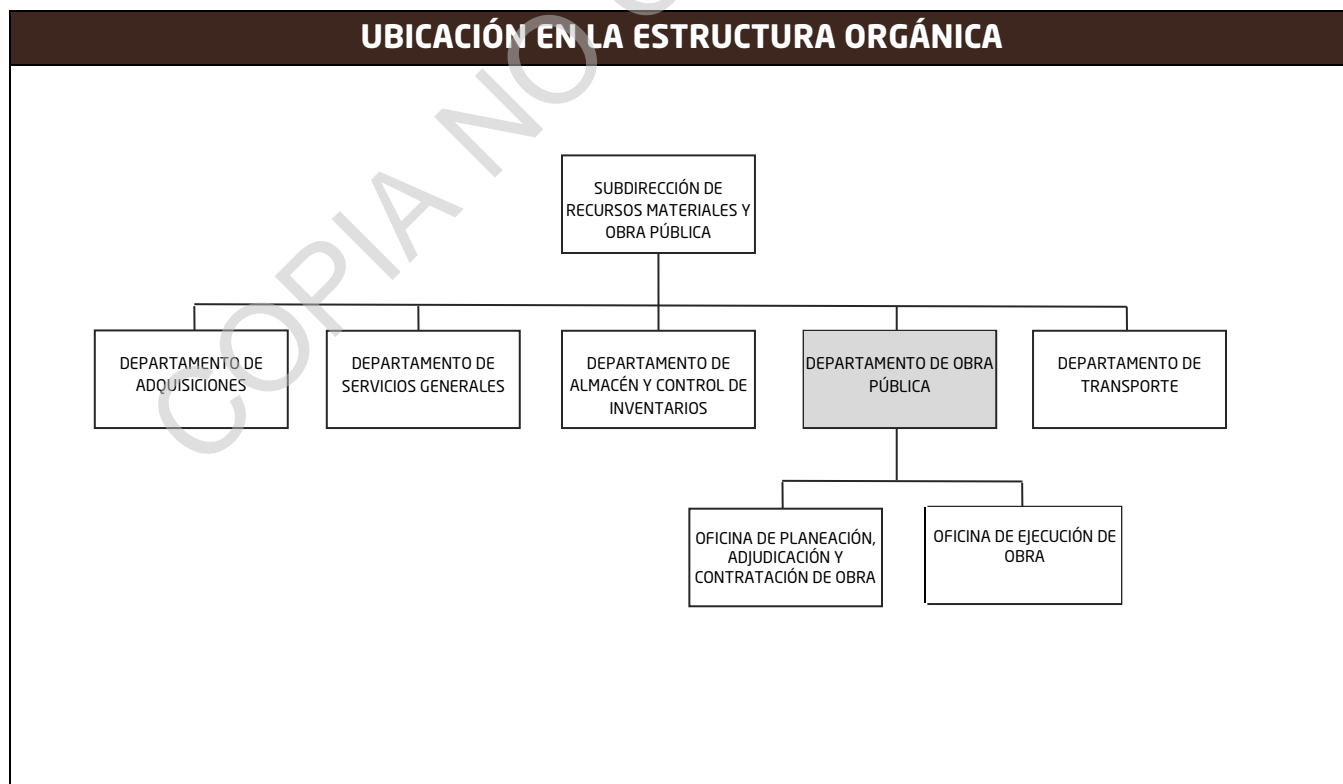 UBICACIÓN EN LA ESTRUCTURA ORGÁNICA
SUBDIRECCIÓN DE
RECURSOS MATERIALES Y
OBRA PÚBLICA
DEPARTAMENTO DE
ADQUISICIONES
DEPARTAMENTO DE
SERVICIOS GENERALES
DEPARTAMENTO DE
ALMACÉN Y CONTROL DE
INVENTARIOS
DEPARTAMENTO DE OBRA
PÚBLICA
DEPARTAMENTO DE
TRANSPORTE
OFICINA DE PLANEACIÓN,
ADJUDICACIÓN Y
CONTRATACIÓN DE OBRA
OFICINA DE EJECUCIÓN DE
OBRA
COPIA NO